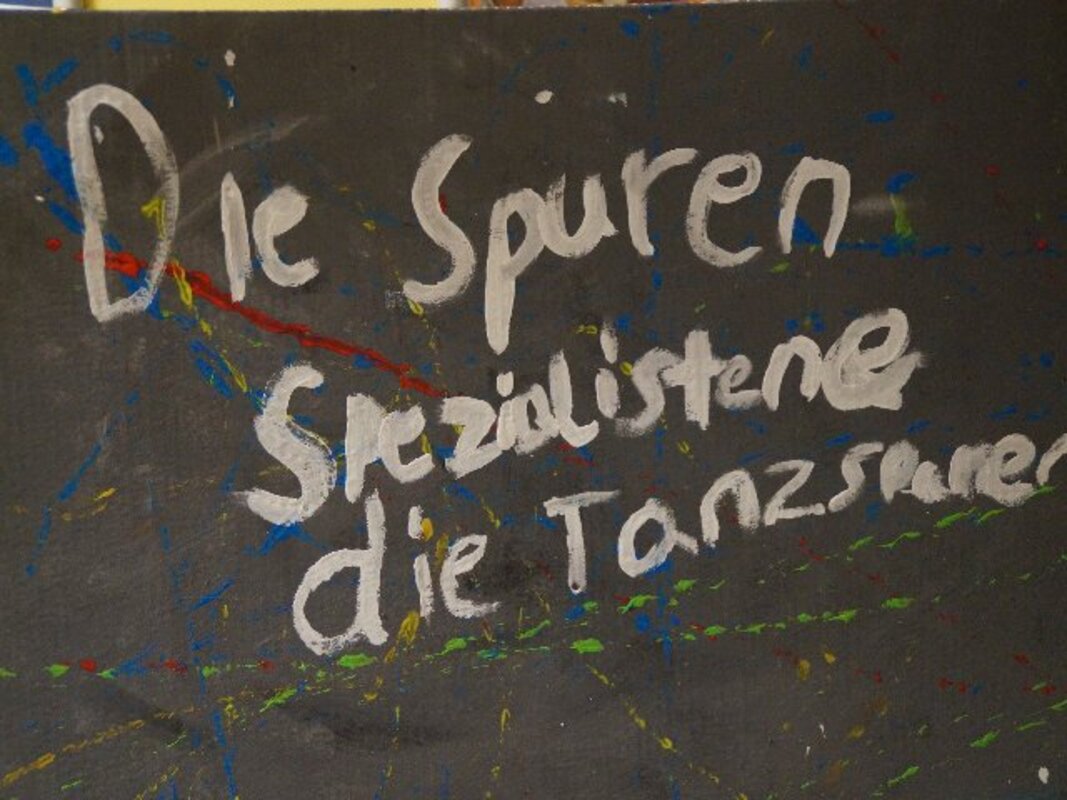 Die Spuren
Spezialistene
die Tanzspuren